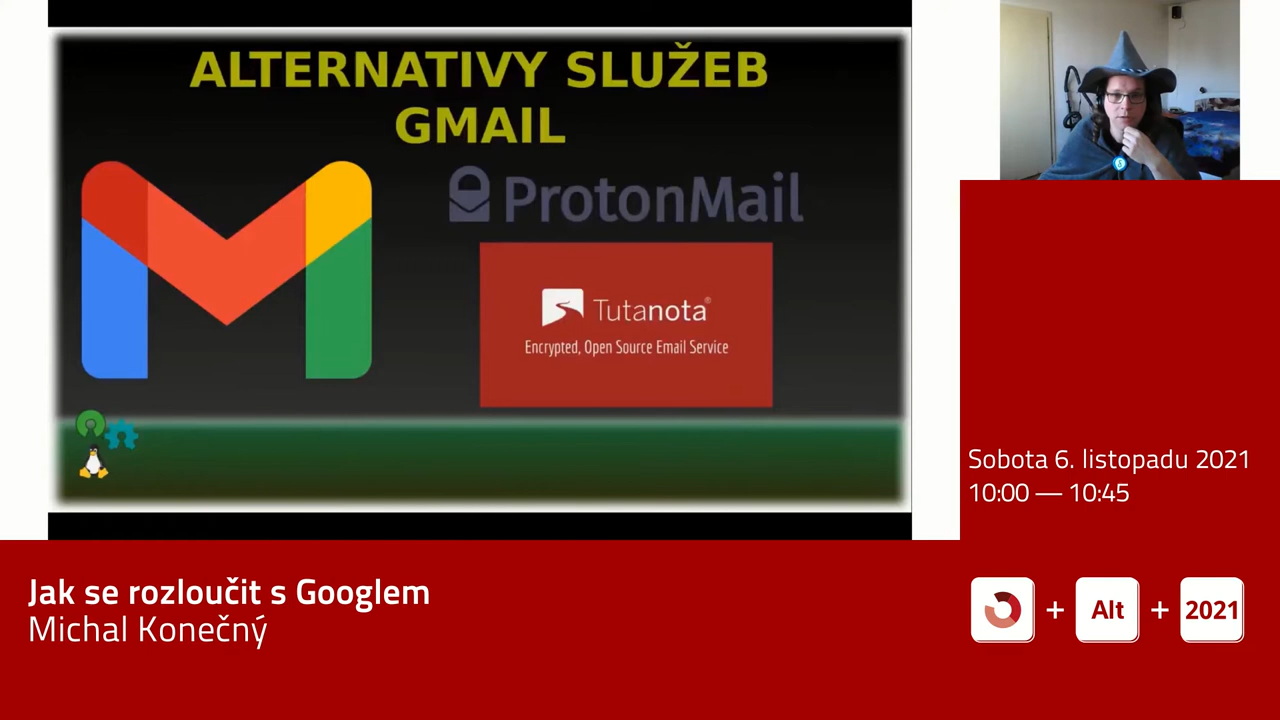 ALTERNATIVY SLUŽEB
GMAIL
ProtonMail
Tutanota®
Encrypted, Open Source Email Service
Sobota 6. listopadu 2021
10:00 — 10:45
Jak se rozloučit s Googlem
Michal Konečný
+ Alt + 2021